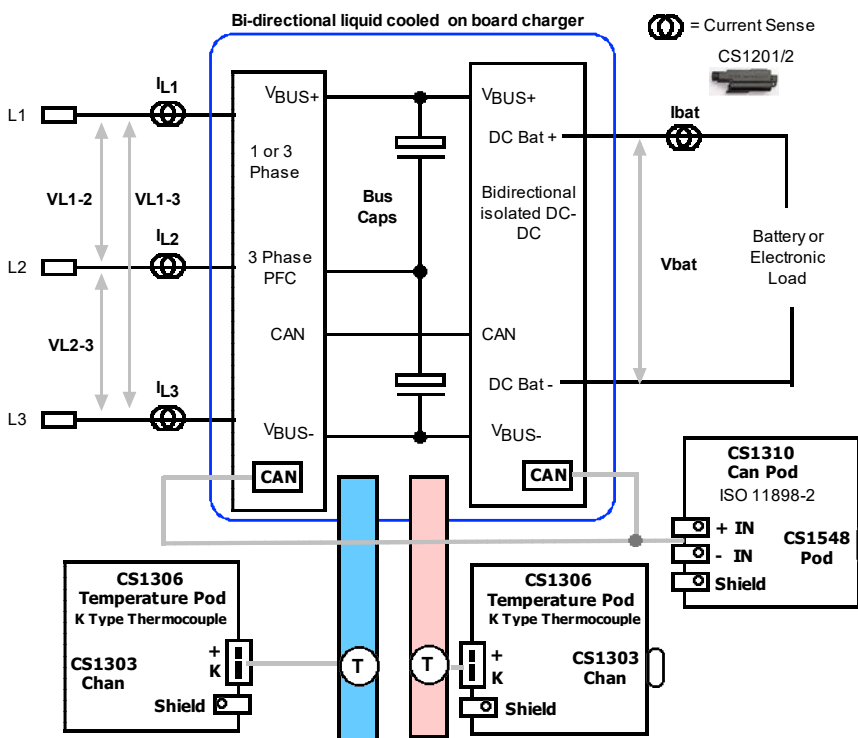 Bi-directional liquid cooled on board charger
= Current Sense
CS1201/2
L1
IL1
VBUS+
1 or 3
Phase
VL1-2
VL1-3
L2
IL2
3 Phase
PFC
CAN
VL2-3
L3
IL3
VBUS-
CAN
Bus
Caps
VBUS+
DC Bat +
Bidirectional
isolated DC-
DC
CAN
DC Bat -
VBUS-
CAN
Ibat
Vbat
Battery or
Electronic
Load
CS1310
Can Pod
ISO 11898-2
+ IN
- IN
Shield
CS1548
Pod
CS1306
Temperature Pod
K Type Thermocouple
CS1303
Chan
+
K
Shield
T
T
CS1306
Temperature Pod
K Type Thermocouple
+
K
CS1303
Chan
Shield